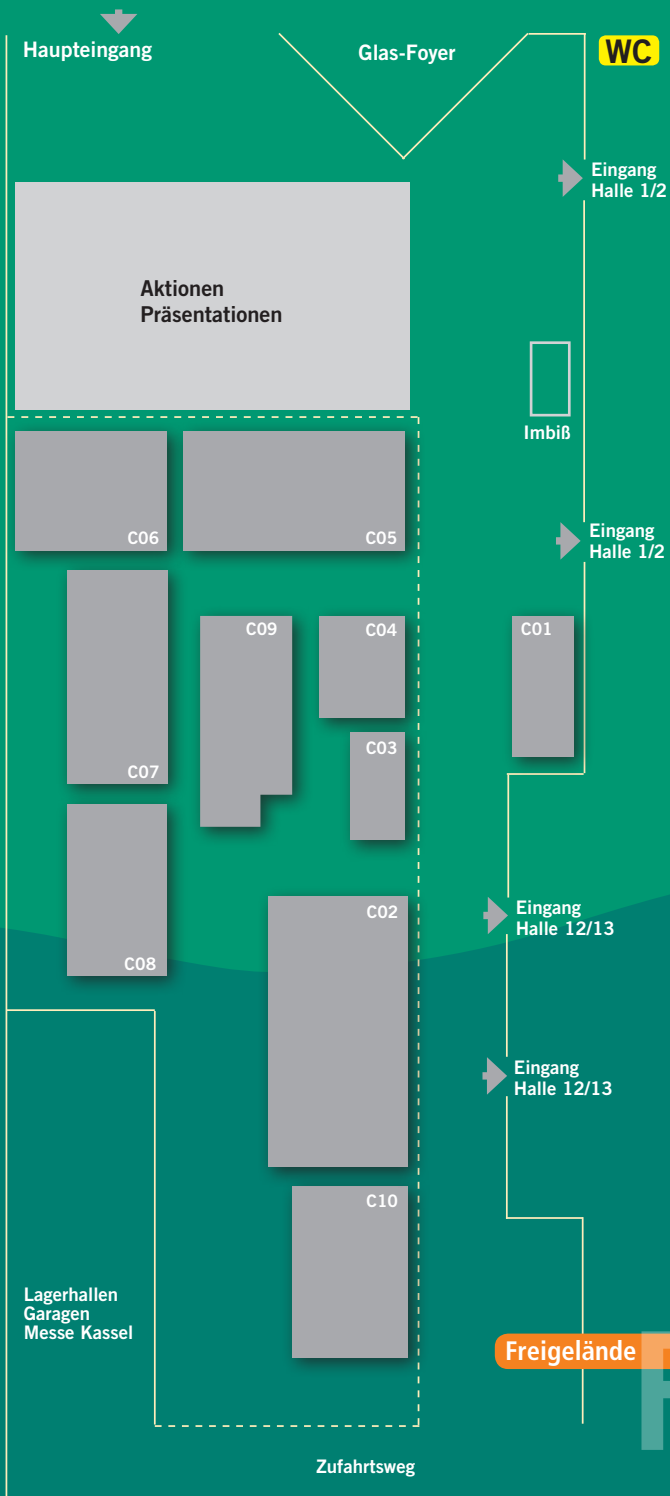 Haupteingang
Glas-Foyer
WC
Eingang
Halle 1/2
Aktionen
Präsentationen
Imbiß
C06
C05
Eingang
Halle 1/2
C09
C04
C01
C03
C07
C02
Eingang
Halle 12/13
C08
Eingang
Halle 12/13
C10
Lagerhallen
Garagen
Messe Kassel
Freigelände
F
Zufahrtsweg